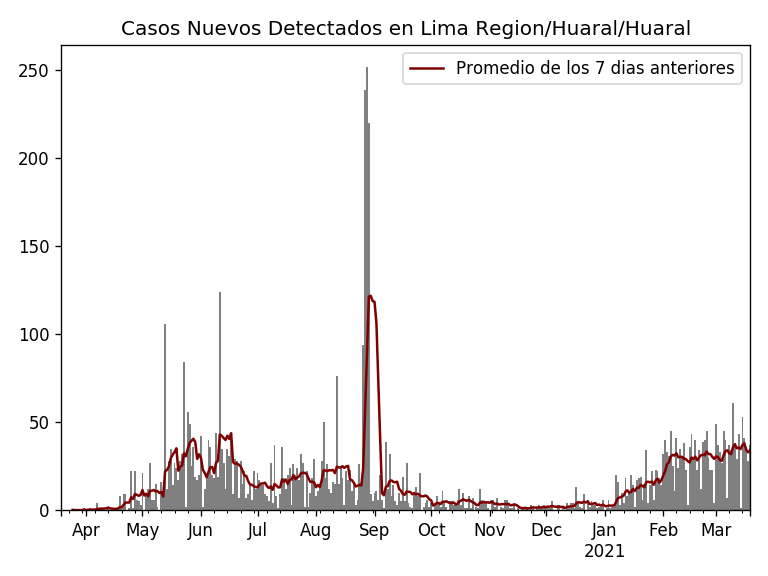 Casos Nuevos Detectados en Lima Region/Huaral/Huaral
Promedio de los 7 dias anteriores
250
200
150
100
50
0
Apr May Jun Jul Aug Sep Oct Nov Dec Jan Feb Mar
2021